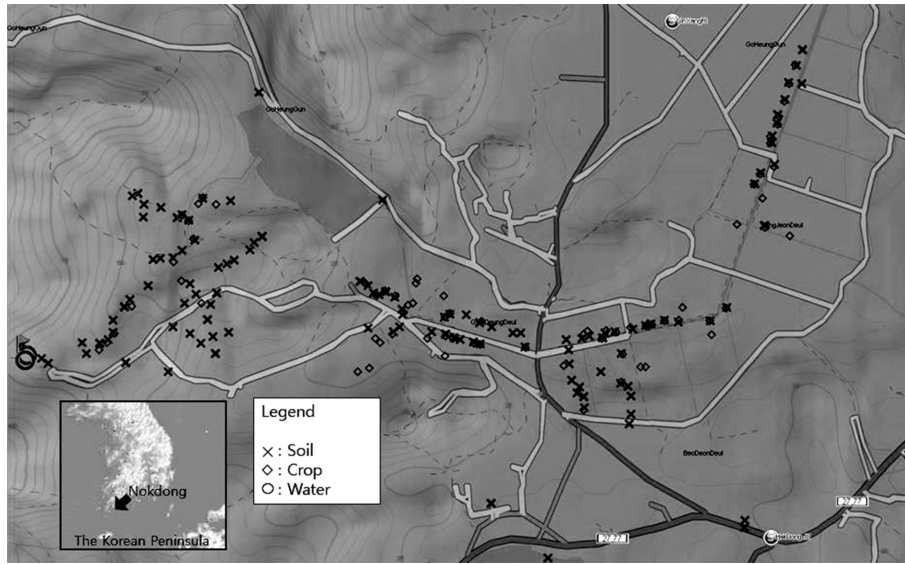 GoHeungGun
GoHeungGun
GoHeungGun
BeoDeonDeul
27 77
27 77
Legend
× : Soil
◇ : Crop
○ : Water
Nokdong
The Korean Peninsula